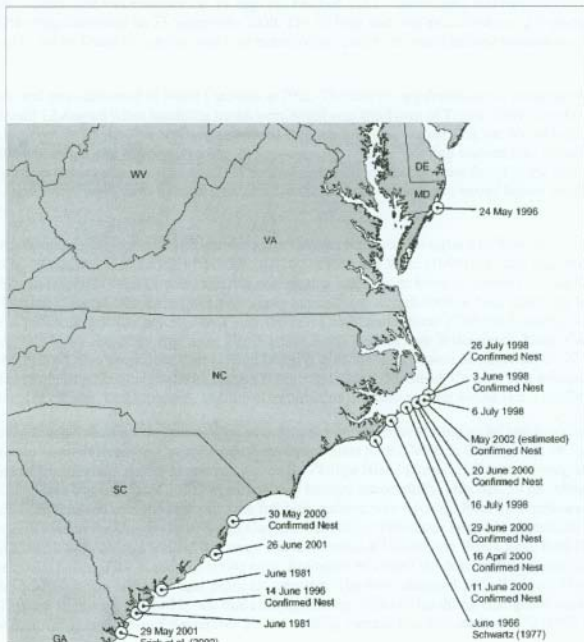 WV
DE
MD
24 May 1996
VA
26 July 1998
Confirmed Nest
3 June 1998
Confirmed Nest
NC
6 July 1998
May 2002 (estimated)
Confirmed Nest
20 June 2000
Confirmed Nest
SC
16 July 1998
30 May 2000
Confirmed Nest
29 June 2000
Confirmed Nest
26 June 2001
16 April 2000
Confirmed Nest
June 1981
11 June 2000
Confirmed Nest
14 June 1996
Confirmed Nest
June 1981
June 1966
Schwartz (1977)
29 May 2001
GA